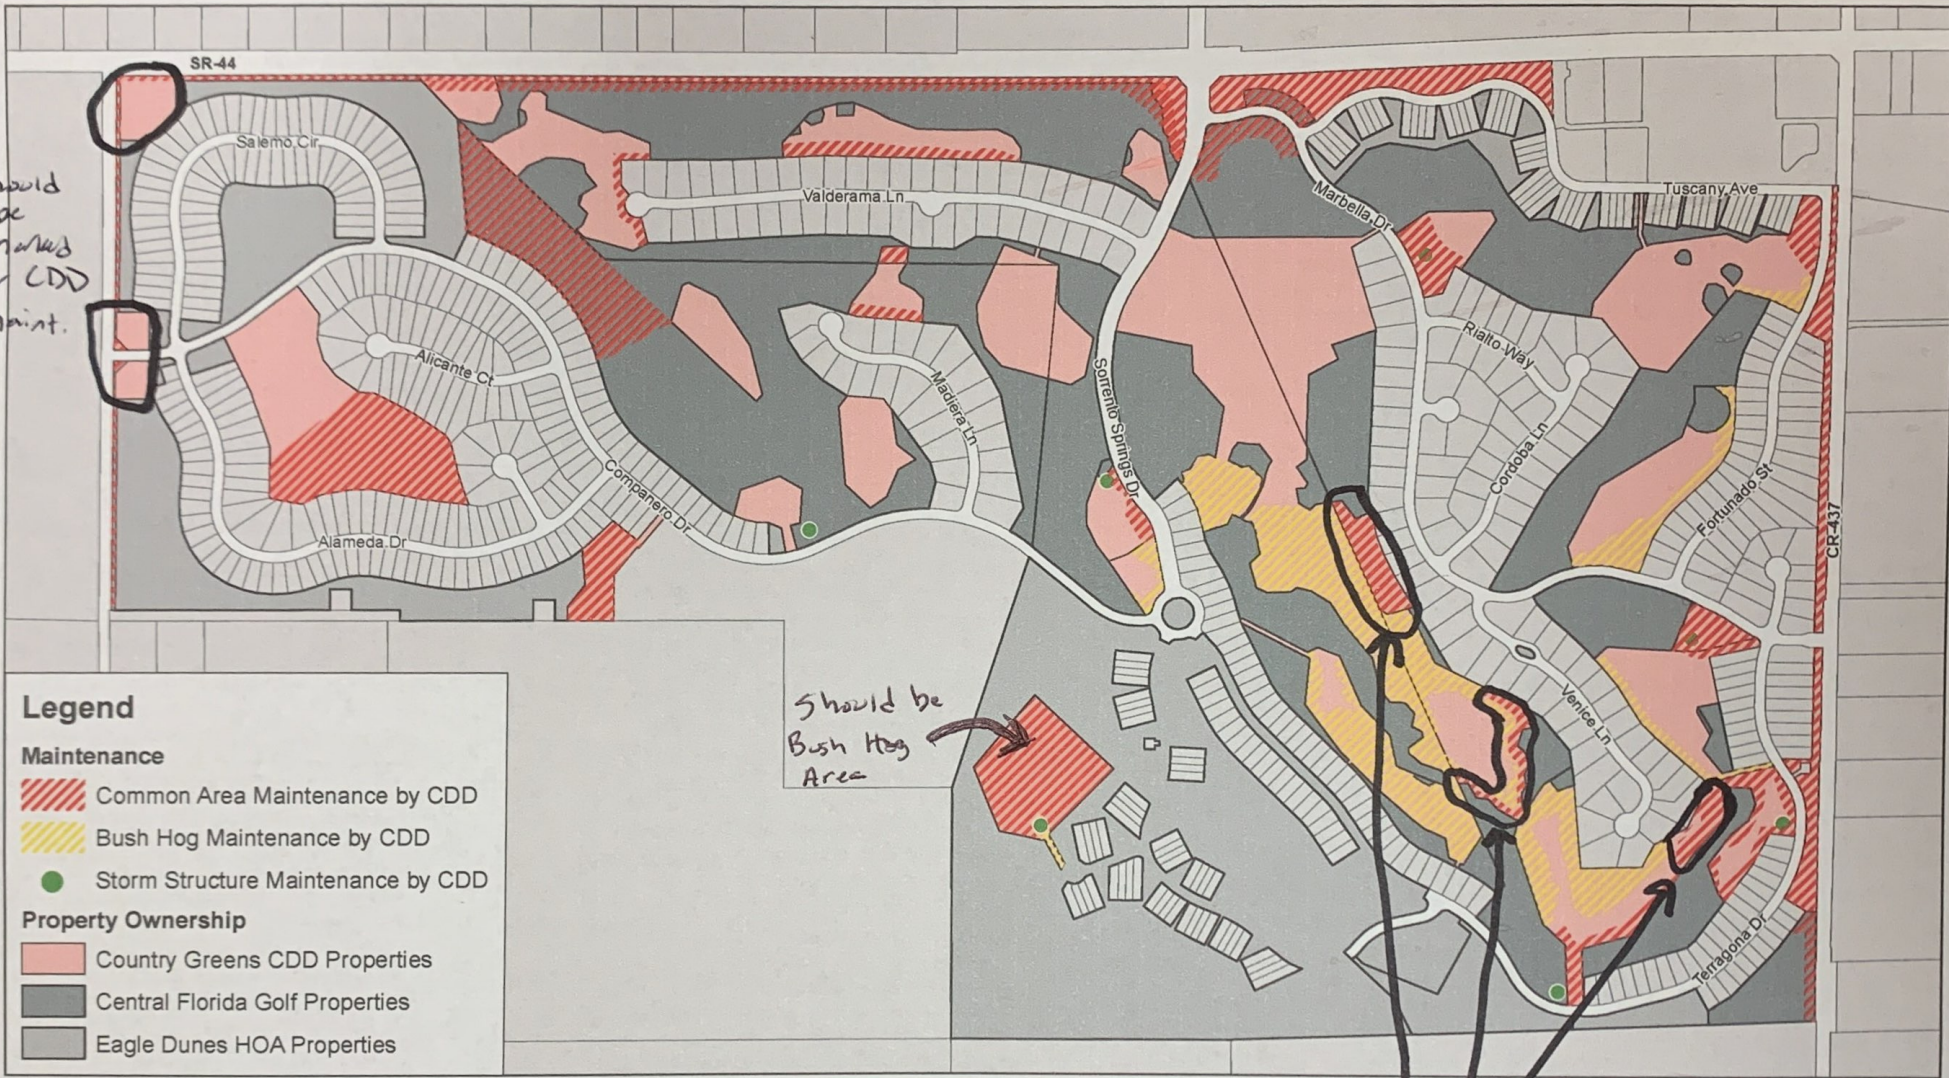 SR-44
Salemo Cir
Valderama Ln
Marbella Dr
Tuscany Ave
be
CDD
Alicante Ct
Madiera Ln
Sorrento Springs Dr
Rialto Way
Cordoba Ln
Fortunado St
CR-437
Companero Dr
Alameda Dr
Venice Ln
Terragona Dr
Should be
Bush Hog
Area
Legend
Maintenance
Common Area Maintenance by CDD
Bush Hog Maintenance by CDD
Storm Structure Maintenance by CDD
Property Ownership
Country Greens CDD Properties
Central Florida Golf Properties
Eagle Dunes HOA Properties